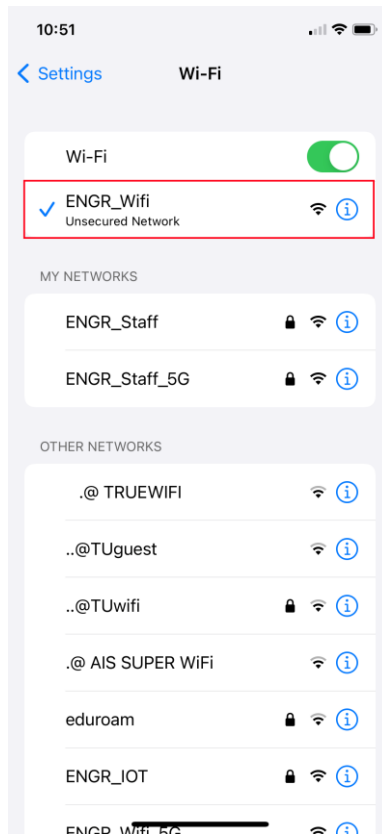 10:51
Settings
Wi-Fi
Wi-Fi
ENGR_Wifi
Unsecured Network
MY NETWORKS
ENGR_Staff
ENGR_Staff_5G
OTHER NETWORKS
.@ TRUEWIFI
..@TUguest
..@TUwifi
.@ AIS SUPER WiFi
eduroam
ENGR_IOT
ENGR_Wifi_5G